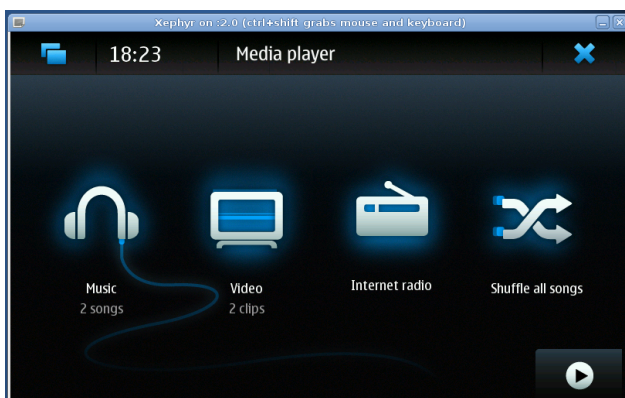 Xephyr on :2.0 (ctrl+shift grabs mouse and keyboard)
18:23 Media player
Music Video Internet radio Shuffle all songs
2 songs 2 clips